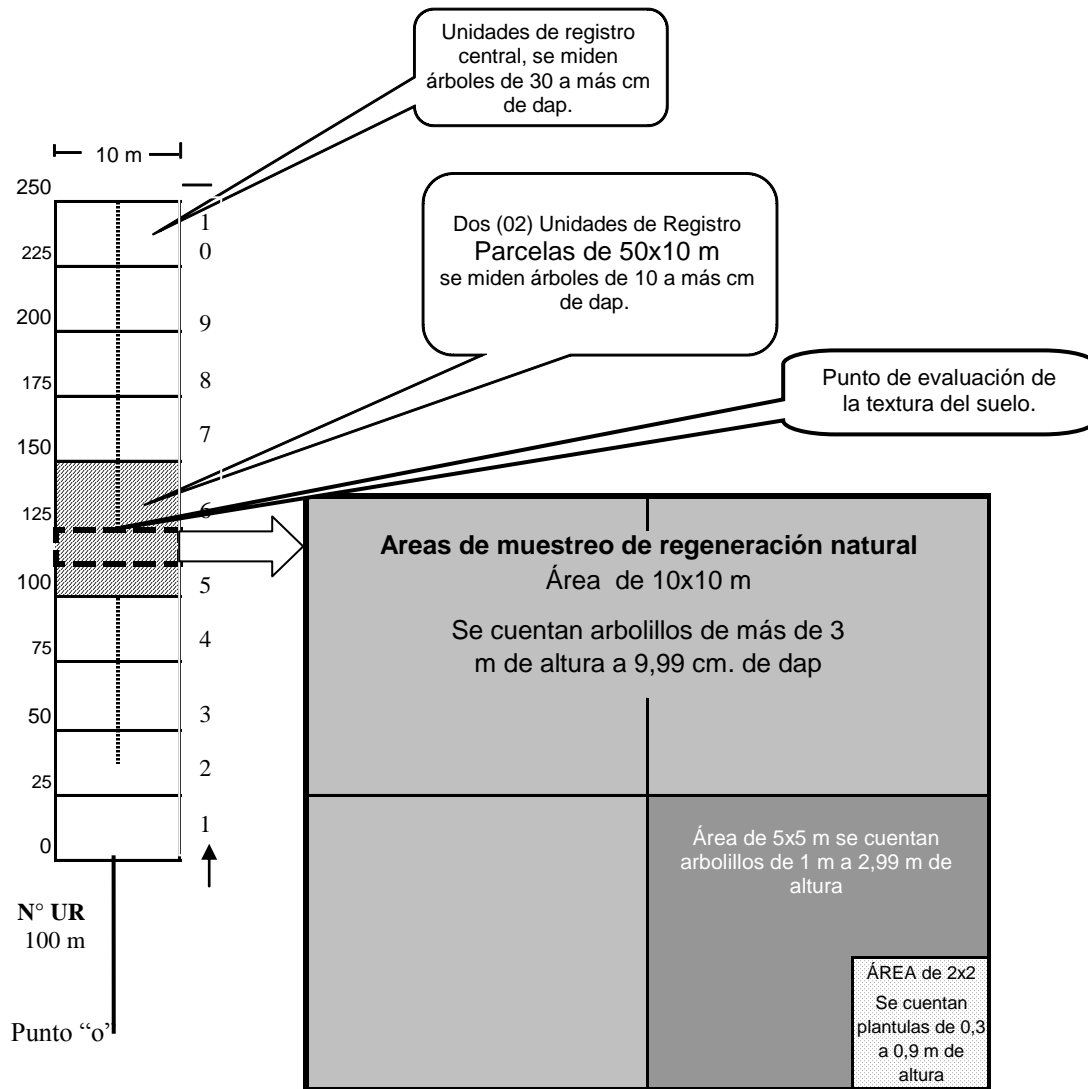 Unidades de registro
central, se miden
árboles de 30 a más cm
de dap.
10 m
250
225
200
175
150
125
100
75
50
25
0
1
0
9
8
7
6
5
4
3
2
1
Dos (02) Unidades de Registro
Parcelas de 50x10 m
se miden árboles de 10 a más cm
de dap.
Punto de evaluación de
la textura del suelo.
Areas de muestreo de regeneración natural
Área de 10x10 m
Se cuentan arbolillos de más de 3
m de altura a 9,99 cm. de dap
Área de 5x5 m se cuentan
arbolillos de 1 m a 2,99 m de
altura
ÁREA de 2x2
Se cuentan
plantulas de 0,3
a 0,9 m de
altura
N° UR
100 m
Punto “o”